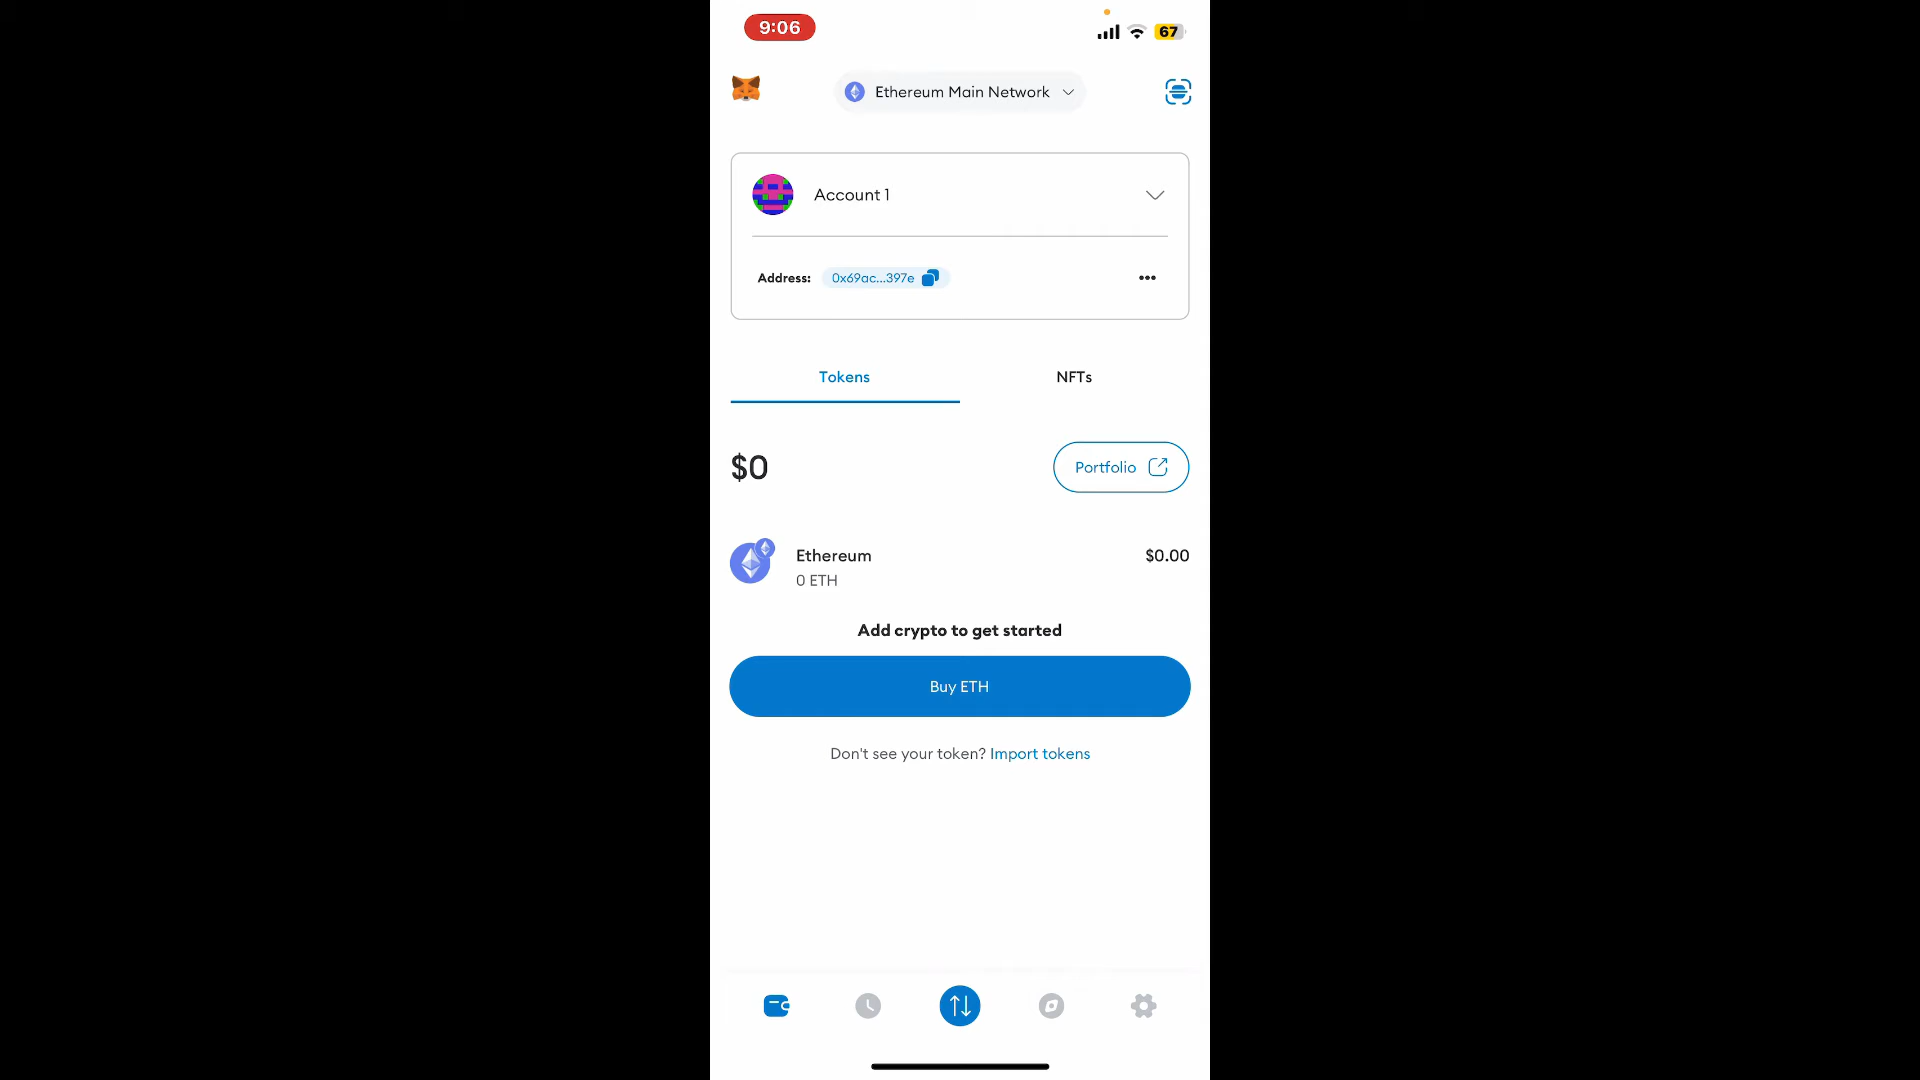 9:06
67
Ethereum Main Network
Account 1
Address: 0x69ac...397e
Tokens
NFTs
$0
Portfolio
Ethereum
$0.00
0 ETH
Add crypto to get started
Buy ETH
Don't see your token? Import tokens